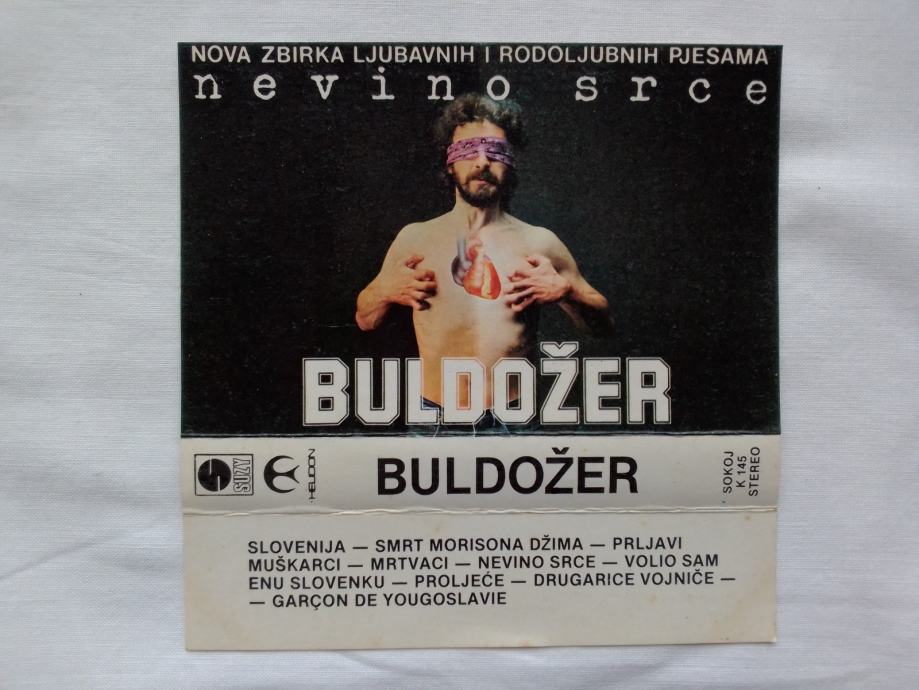 NOVA ZBIRKA LJUBAVNIH I RODOLJUBNIH PJESAMA
nevino srce
BULDOŽER
SUZY
HELIDON
BULDOŽER
SOKOJ
K 145
STEREO
SLOVENIJA — SMRT MORISONA DŽIMA — PRLJAVI
MUŠKARCI — MRTVACI — NEVINO SRCE — VOLIO SAM
ENU SLOVENKU — PROLJEĆE — DRUGARICE VOJNIČE —
— GARÇON DE YOUGOSLAVIE